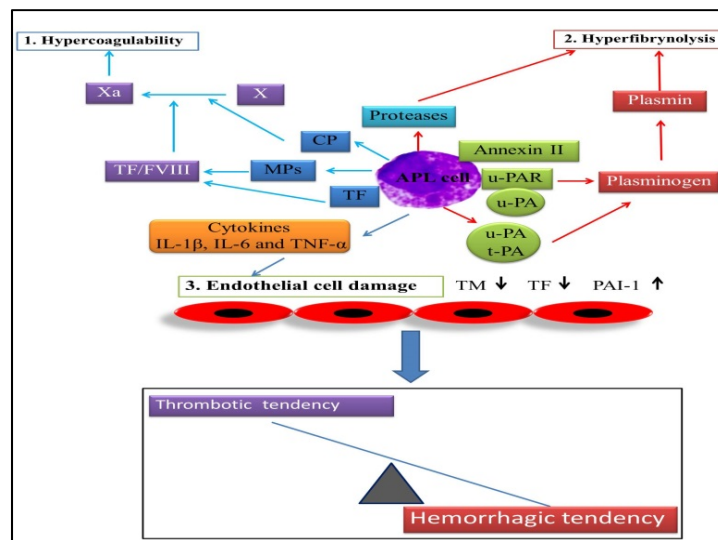 1. Hypercoagulability
2. Hyperfibrynolysis
Xa
X
Plasmin
Proteases
CP
Annexin II
TF/FVIII
MPs
APL cell
u-PAR
Plasminogen
TF
u-PA
Cytokines
IL-1β, IL-6 and TNF-α
u-PA
t-PA
3. Endothelial cell damage
TM ↓ TF ↓ PAI-1 ↑
Thrombotic tendency
Hemorrhagic tendency